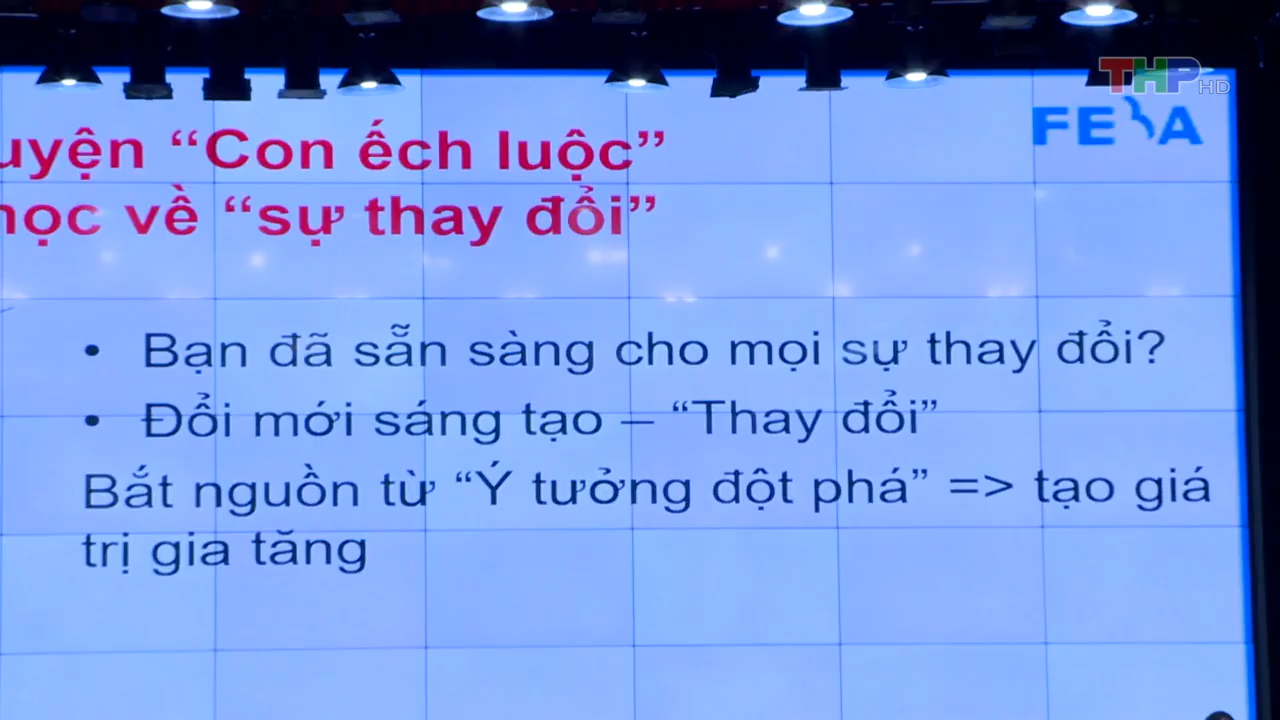 THP HD
FE A
uyện “Con ếch luộc”
học về “sự thay đổi”
• Bạn đã sẵn sàng cho mọi sự thay đổi?
• Đổi mới sáng tạo – “Thay đổi”
Bắt nguồn từ “Ý tưởng đột phá” => tạo giá
trị gia tăng